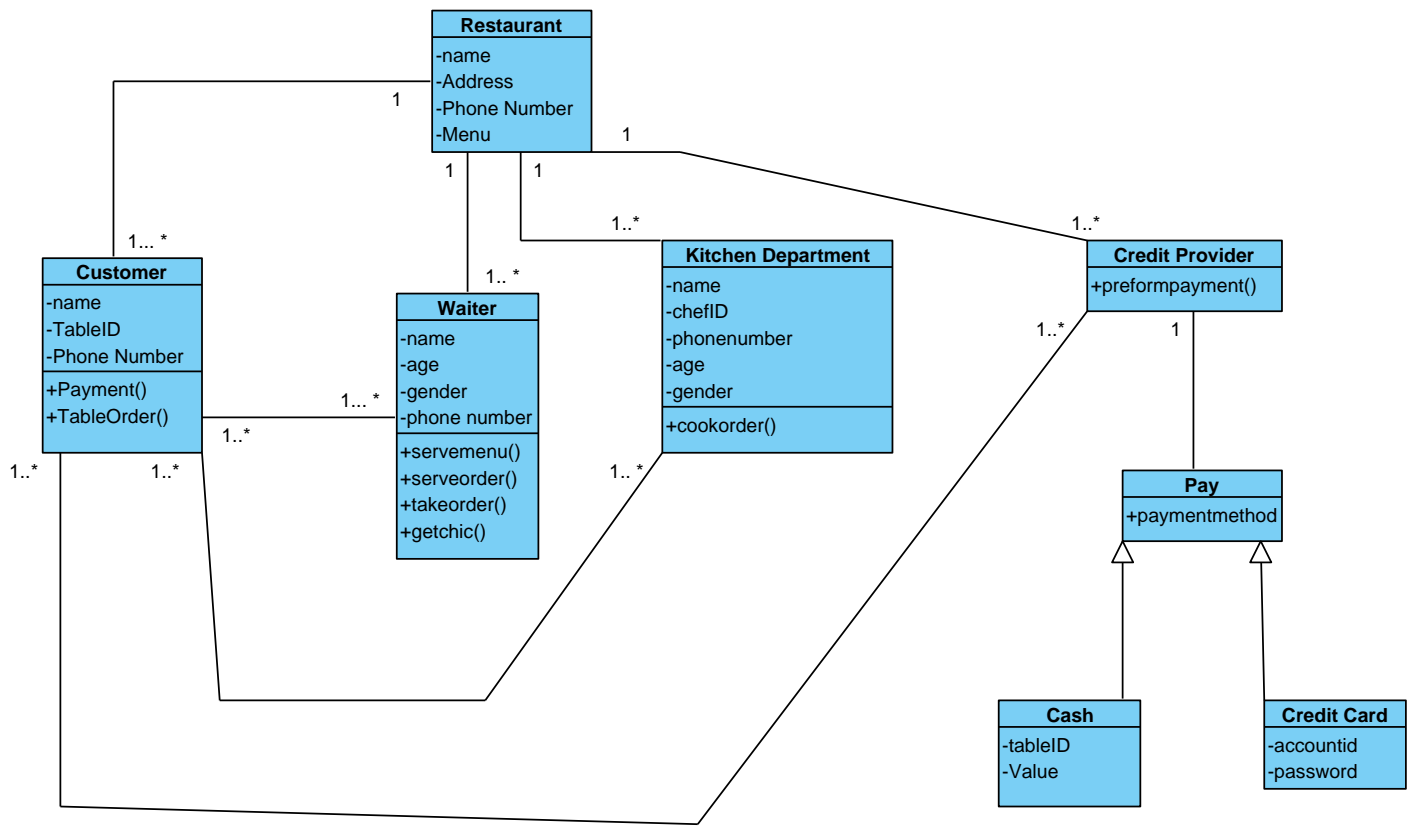 Restaurant
-name
-Address
-Phone Number
-Menu
1
1
1
1
1... *
1.. *
1..*
1..*
Customer
-name
-TableID
-Phone Number
+Payment()
+TableOrder()
Waiter
-name
-age
-gender
-phone number
+servemenu()
+serveorder()
+takeorder()
+getchic()
Kitchen Department
-name
-chefID
-phonenumber
-age
-gender
+cookorder()
Credit Provider
+preformpayment()
1..*
1
1... *
1..*
1..*
1..*
1.. *
Pay
+paymentmethod
Cash
-tableID
-Value
Credit Card
-accountid
-password